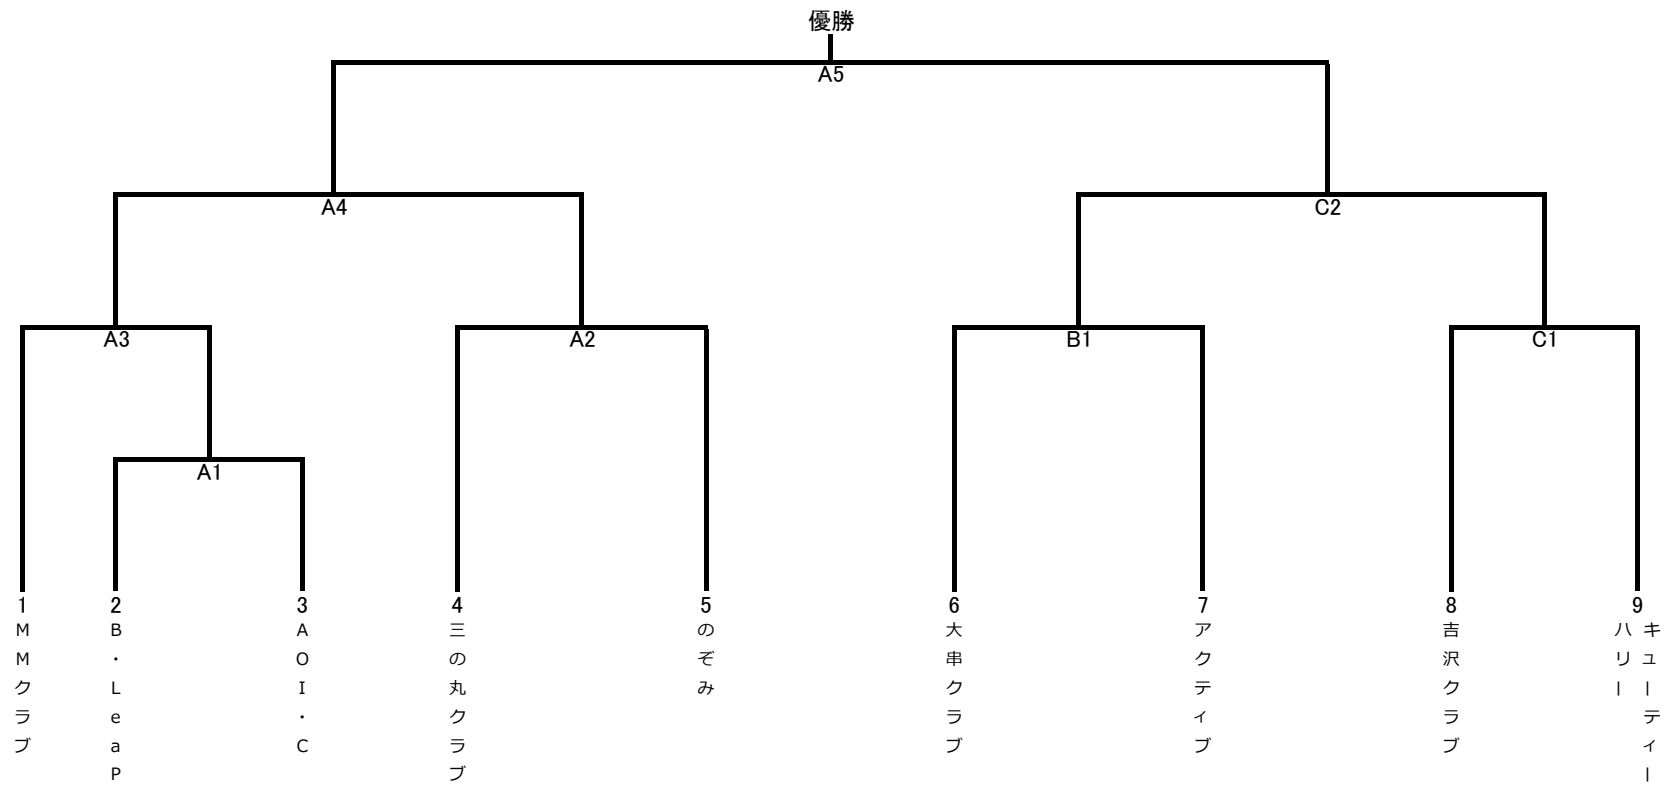 優勝
A5
A4
C2
A3
A2
B1
C1
A1
1
2
3
4
5
6
7
8
9
MMクラブ
B・LeaP
AOI・C
三の丸クラブ
のぞみ
大串クラブ
アクティブ
吉沢クラブ
キューティー
ハリー